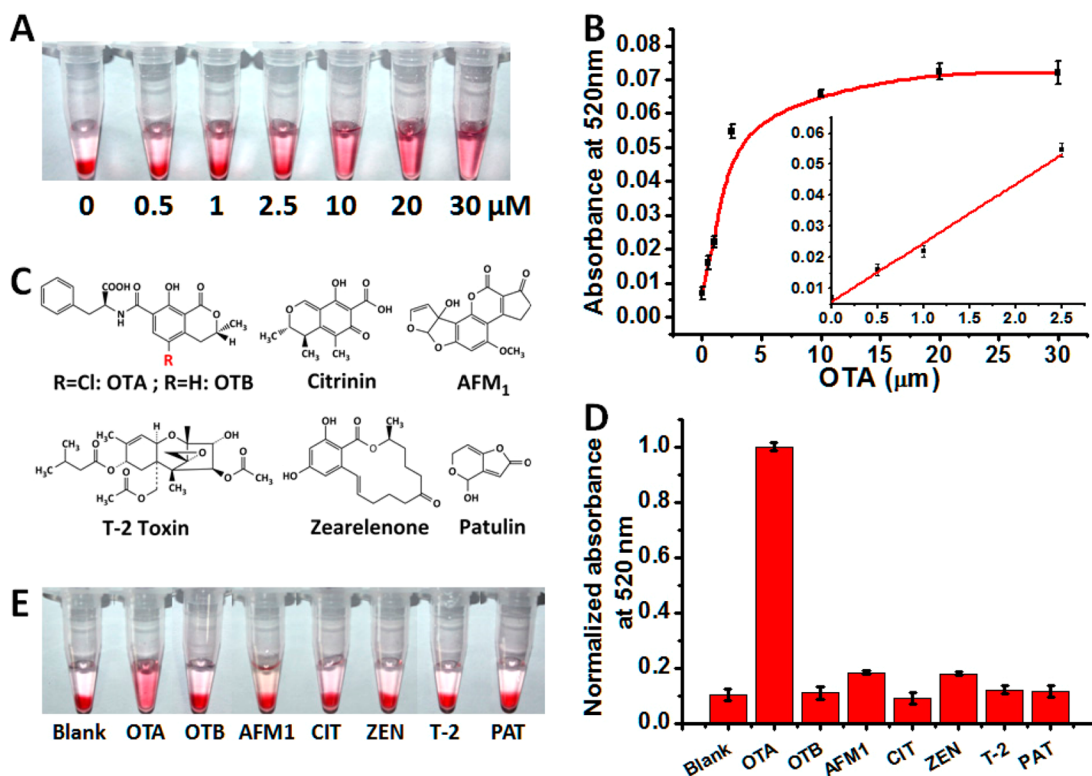 A
0 0.5 1 2.5 10 20 30 µM
B
Absorbance at 520nm
0.08
0.07
0.06
0.05
0.04
0.03
0.02
0.01
0.00
0 5 10 15 20 25 30
OTA (µm)
0.06
0.05
0.04
0.03
0.02
0.01
0.0 0.5 1.0 1.5 2.0 2.5
C
COOH OH O
O
N
H
O
CH3
H
R
R=Cl: OTA ; R=H: OTB
OH O
OH
O
O
H3C
CH3 CH3
Citrinin
O O
OH O
O
O
OCH3
AFM1
H
H3C O OH
CH3 O
H3C O O
O O CH3
O CH3 O
H3C O
T-2 Toxin
OH O CH3
O
HO
O
Zearelenone
O
O
O
OH
Patulin
D
Normalized absorbance
at 520 nm
1.0
0.8
0.6
0.4
0.2
0.0
Blank OTA OTB AFM1 CIT ZEN T-2 PAT
E
Blank OTA OTB AFM1 CIT ZEN T-2 PAT